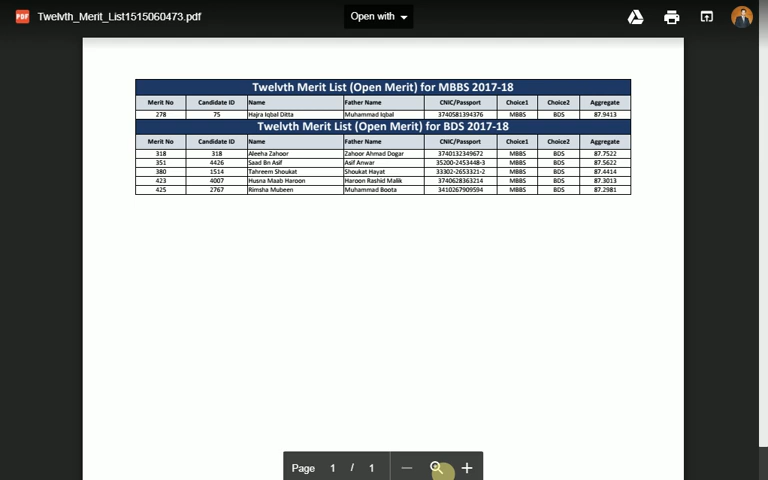 PDF Twelvth_Merit_List1515060473.pdf Open with
Twelvth Merit List (Open Merit) for MBBS 2017-18
Merit No Candidate ID Name Father Name CNIC/Passport Choice1 Choice2 Aggregate
278 75 Hajra Iqbal Ditta Muhammad Iqbal 3740581394376 MBBS BDS 87.9413
Twelvth Merit List (Open Merit) for BDS 2017-18
Merit No Candidate ID Name Father Name CNIC/Passport Choice1 Choice2 Aggregate
318 318 Aleeha Zahoor Zahoor Ahmad Dogar 3740132349672 MBBS BDS 87.7522
351 4426 Saad Bn Asif Asif Anwar 35200-2453448-3 MBBS BDS 87.5622
380 1514 Tahreem Shoukat Shoukat Hayat 33302-2653321-2 MBBS BDS 87.4414
423 4007 Husna Maab Haroon Haroon Rashid Malik 3740628363214 MBBS BDS 87.3013
425 2767 Rimsha Mubeen Muhammad Boota 3410267909594 MBBS BDS 87.2981
Page 1 / 1